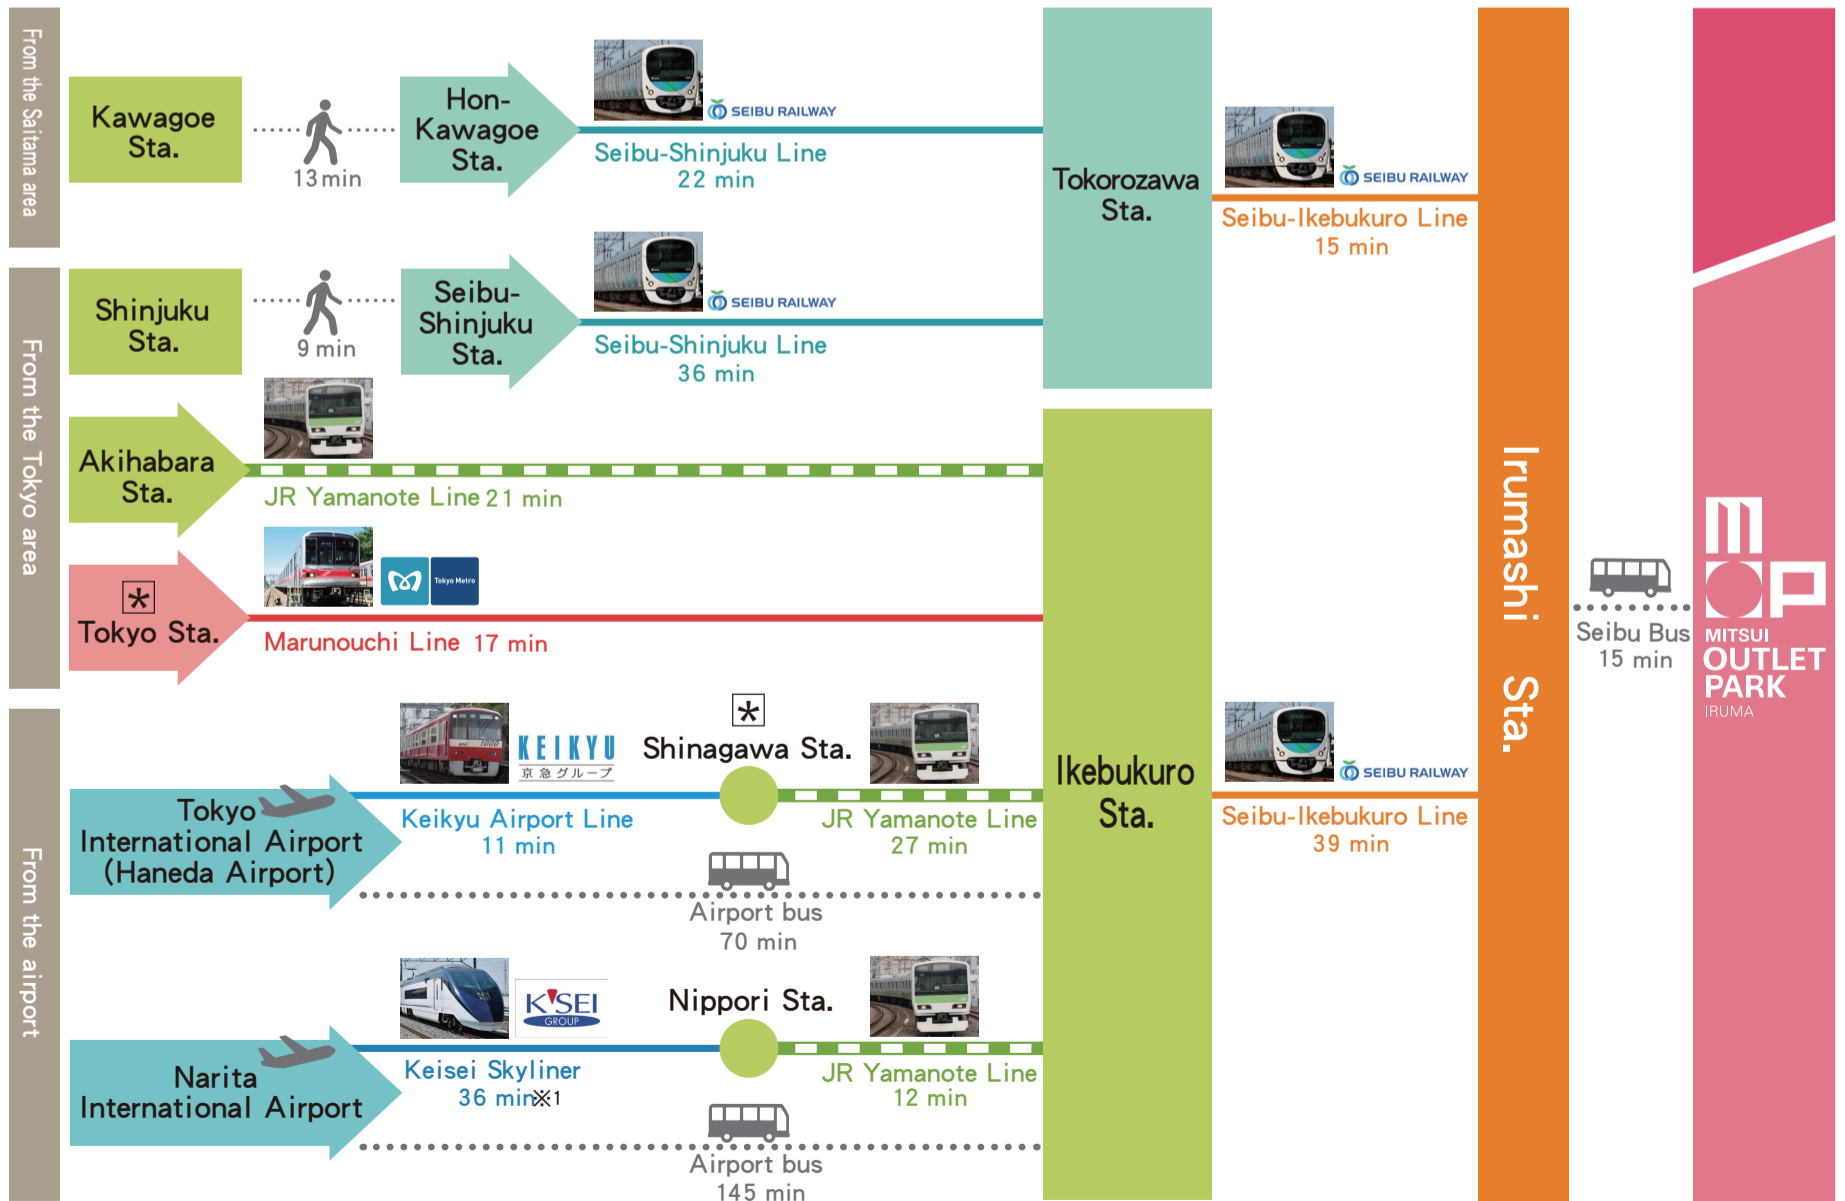 From the Saitama area
Kawagoe
Sta.
13 min
Hon-
Kawagoe
Sta.
SEIBU RAILWAY
Seibu-Shinjuku Line
22 min
Tokorozawa
Sta.
SEIBU RAILWAY
Seibu-Ikebukuro Line
15 min
From the Tokyo area
Shinjuku
Sta.
9 min
Seibu-
Shinjuku
Sta.
SEIBU RAILWAY
Seibu-Shinjuku Line
36 min
Akihabara
Sta.
JR Yamanote Line 21 min
*
Tokyo Sta.
Tokyo Metro
Marunouchi Line 17 min
From the airport
Tokyo
International Airport
(Haneda Airport)
KEIKYU
京急グループ
Keikyu Airport Line
11 min
*
Shinagawa Sta.
JR Yamanote Line
27 min
Airport bus
70 min
Narita
International Airport
K'SEI
GROUP
Keisei Skyliner
36 min※1
Nippori Sta.
JR Yamanote Line
12 min
Airport bus
145 min
Ikebukuro
Sta.
SEIBU RAILWAY
Seibu-Ikebukuro Line
39 min
Irumashi Sta.
Seibu Bus
15 min
mop
MITSUI
OUTLET
PARK
IRUMA